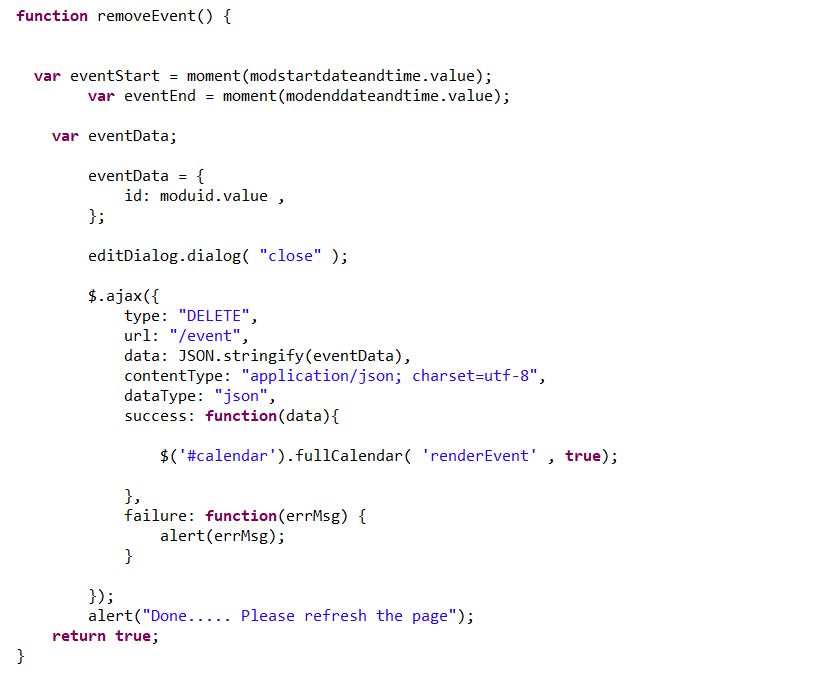 function removeEvent() {
var eventStart = moment(modstartdateandtime.value);
var eventEnd = moment(modenddateandtime.value);
var eventData;
eventData = {
id: moduid.value ,
};
editDialog.dialog( "close" );
$.ajax({
type: "DELETE",
url: "/event",
data: JSON.stringify(eventData),
contentType: "application/json; charset=utf-8",
dataType: "json",
success: function(data){
$('#calendar').fullCalendar( 'renderEvent' , true);
},
failure: function(errMsg) {
alert(errMsg);
}
});
alert("Done..... Please refresh the page");
return true;
}